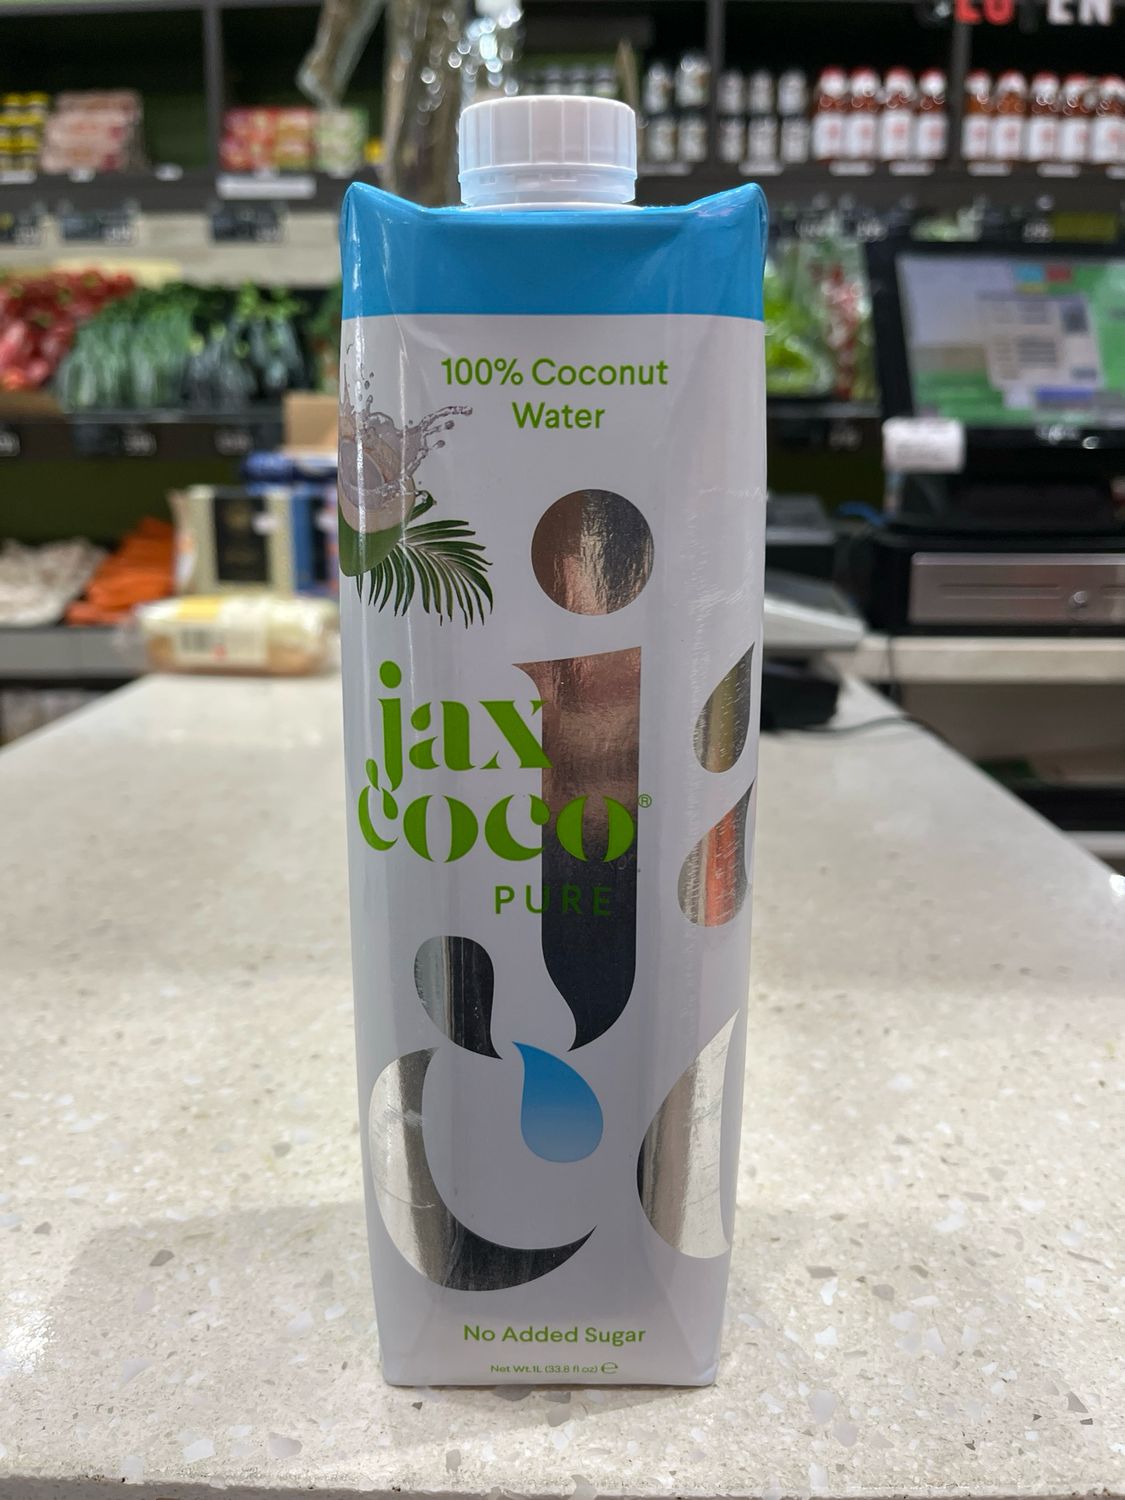 100% Coconut
Water
jax
coco®
PURE
No Added Sugar
Net Wt.1L (33.8 fl oz) ℮